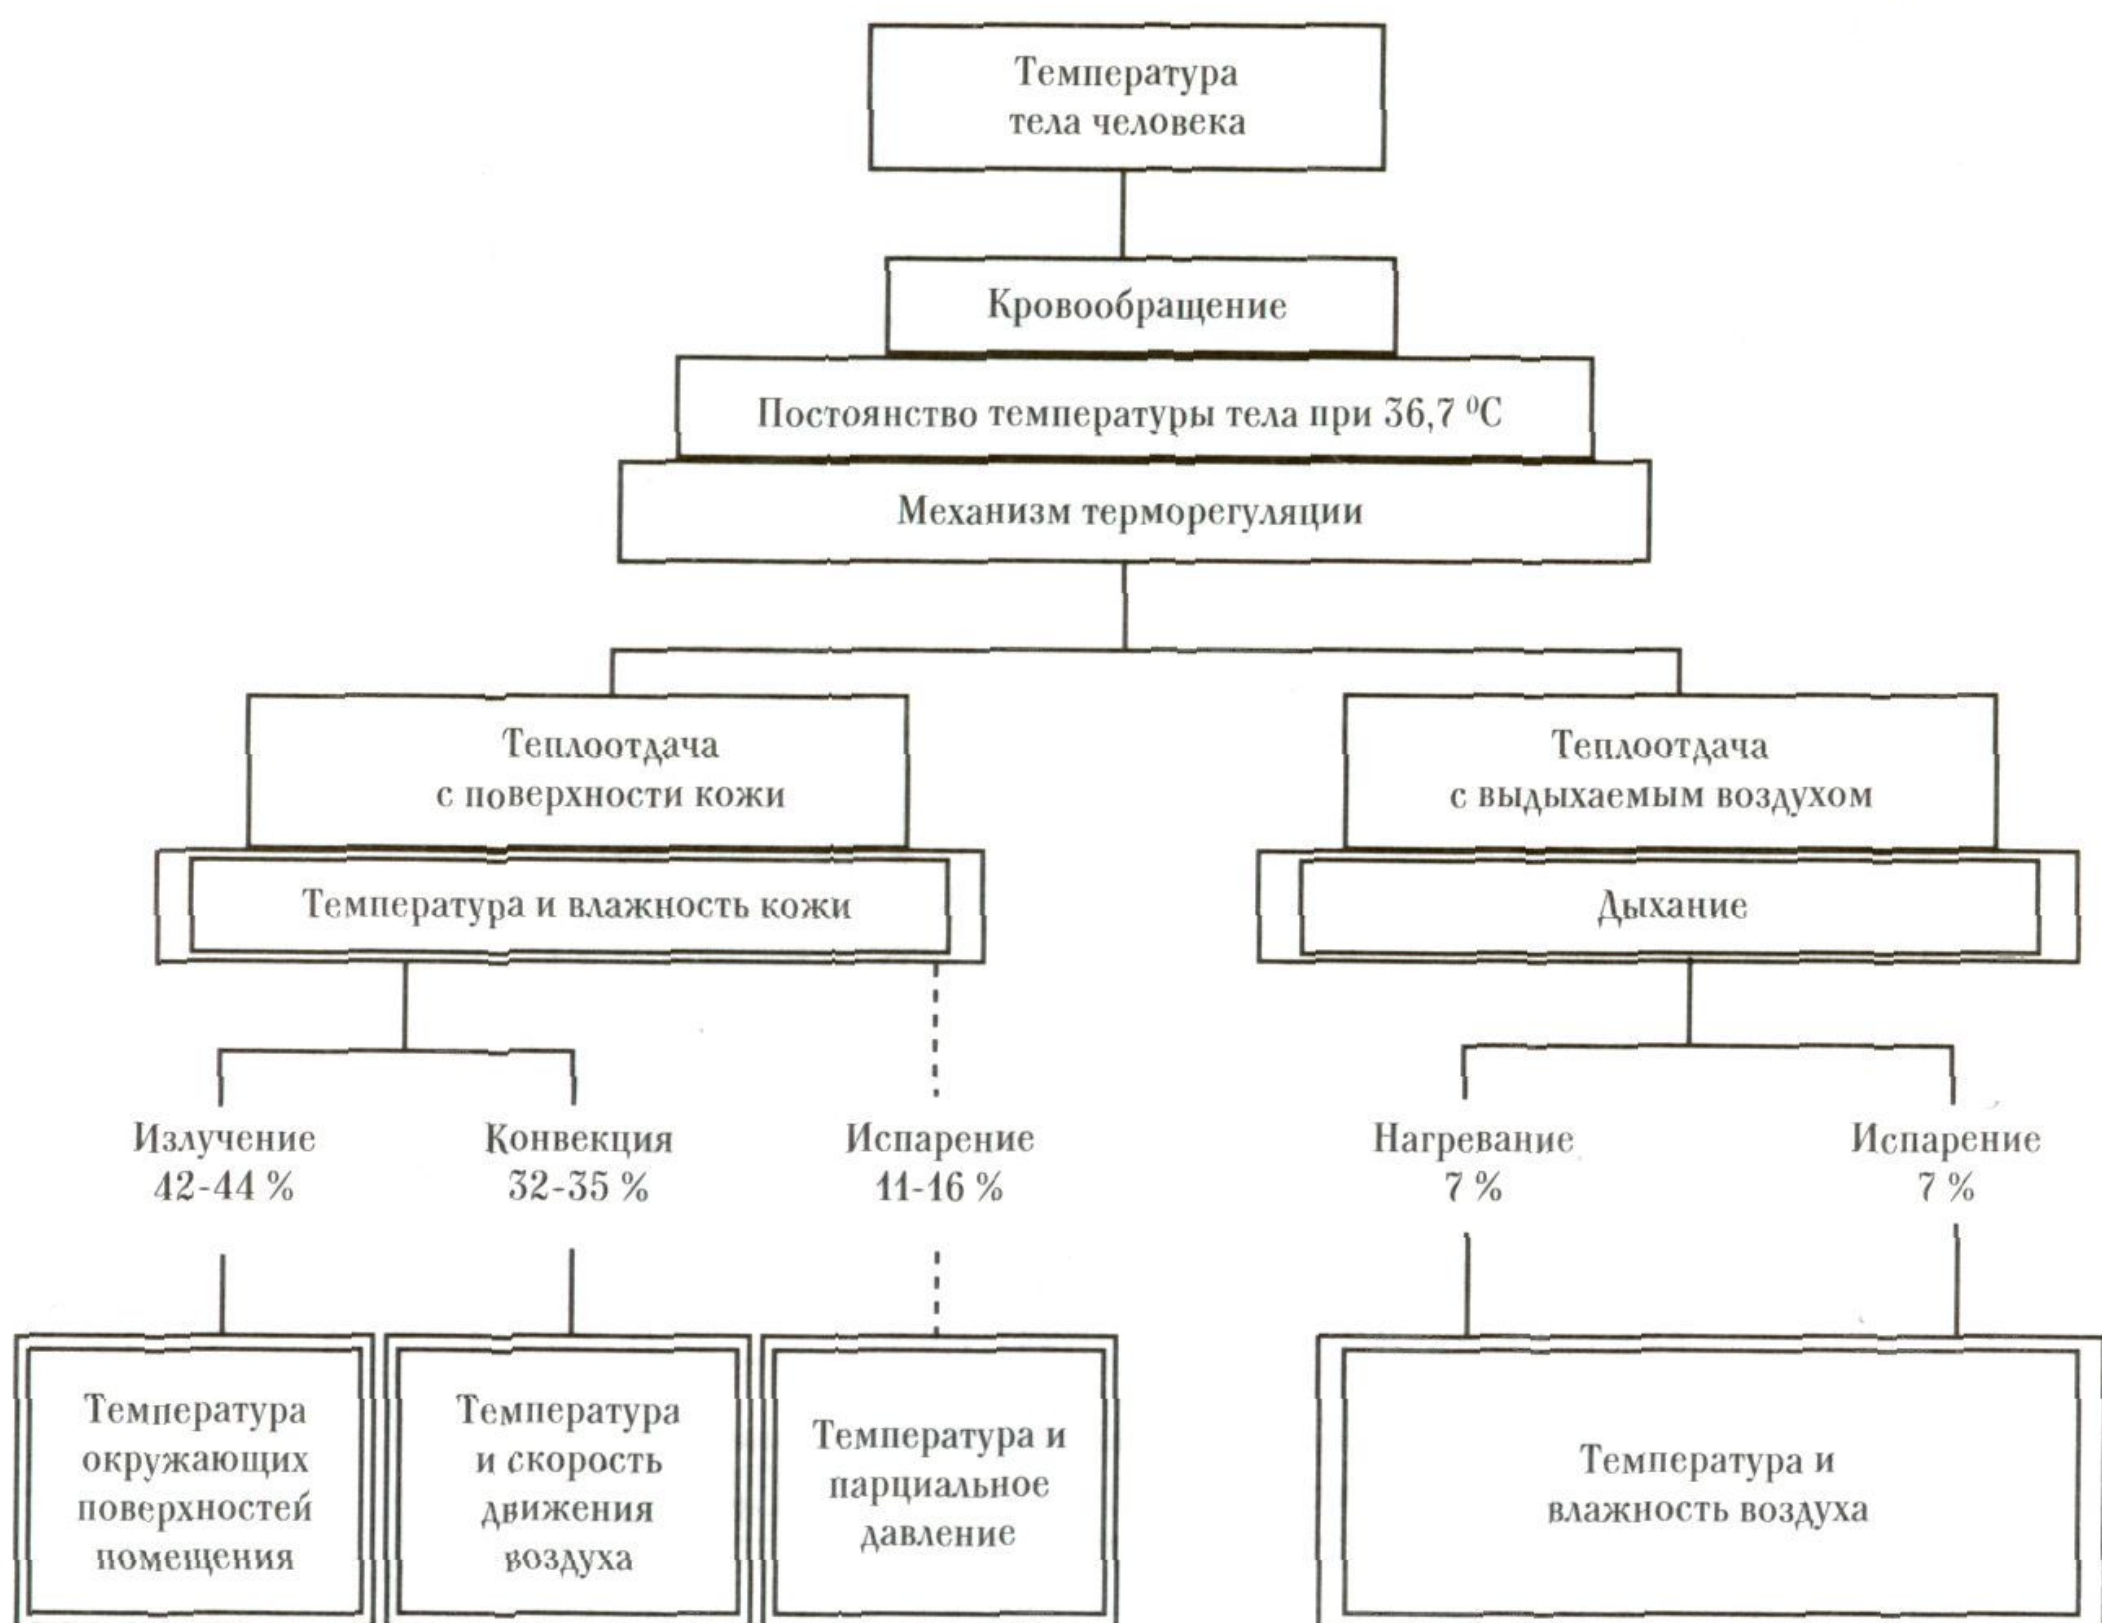 Температура
тела человека
Кровообращение
Постоянство температуры тела при 36,7 ⁰С
Механизм терморегуляции
Теплоотдача
с поверхности кожи
Температура и влажность кожи
Теплоотдача
с выдыхаемым воздухом
Дыхание
Излучение
42-44 %
Конвекция
32-35 %
Испарение
11-16 %
Нагревание
7 %
Испарение
7 %
Температура
окружающих
поверхностей
помещения
Температура
и скорость
движения
воздуха
Температура и
парциальное
давление
Температура и
влажность воздуха